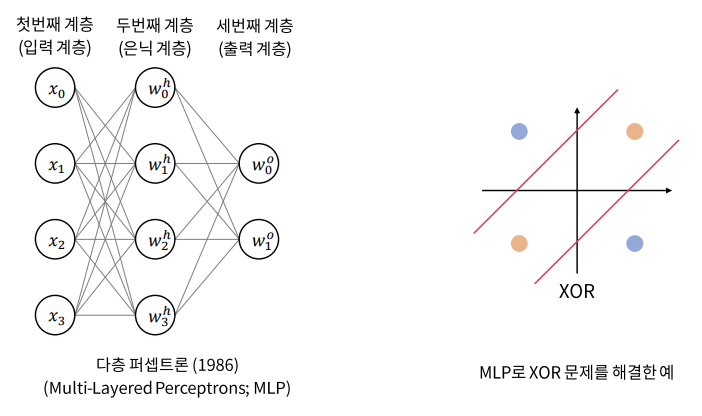 첫번째 계층
(입력 계층)
두번째 계층
(은닉 계층)
세번째 계층
(출력 계층)
x₀
x₁
x₂
x₃
w₀ʰ
w₁ʰ
w₂ʰ
w₃ʰ
w₀ᵒ
w₁ᵒ
다층 퍼셉트론 (1986)
(Multi-Layered Perceptrons; MLP)
XOR
MLP로 XOR 문제를 해결한 예